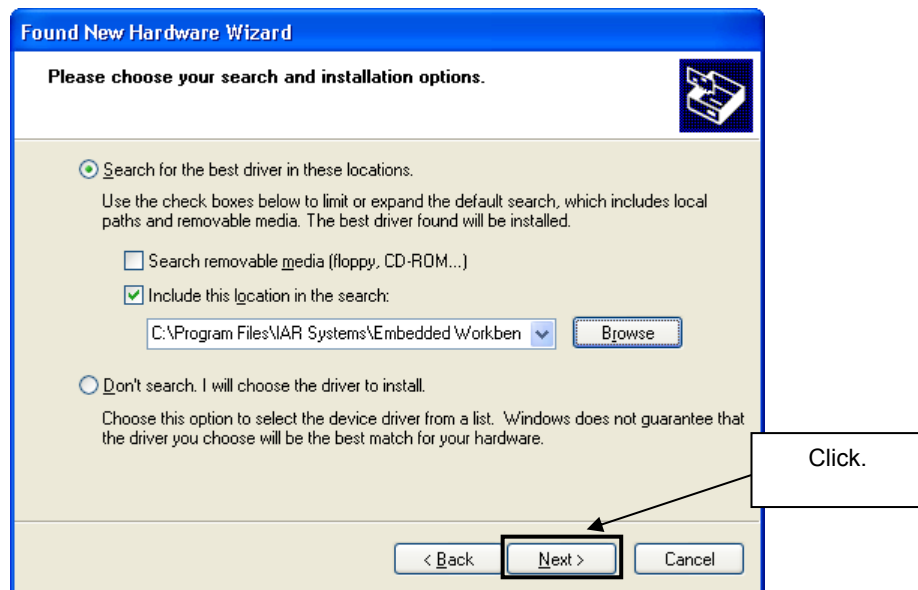 Found New Hardware Wizard
Please choose your search and installation options.
Search for the best driver in these locations.
Use the check boxes below to limit or expand the default search, which includes local
paths and removable media. The best driver found will be installed.
Search removable media (floppy, CD-ROM...)
Include this location in the search:
C:\Program Files\IAR Systems\Embedded Workben
Browse
Don't search. I will choose the driver to install.
Choose this option to select the device driver from a list. Windows does not guarantee that
the driver you choose will be the best match for your hardware.
Click.
< Back
Next >
Cancel